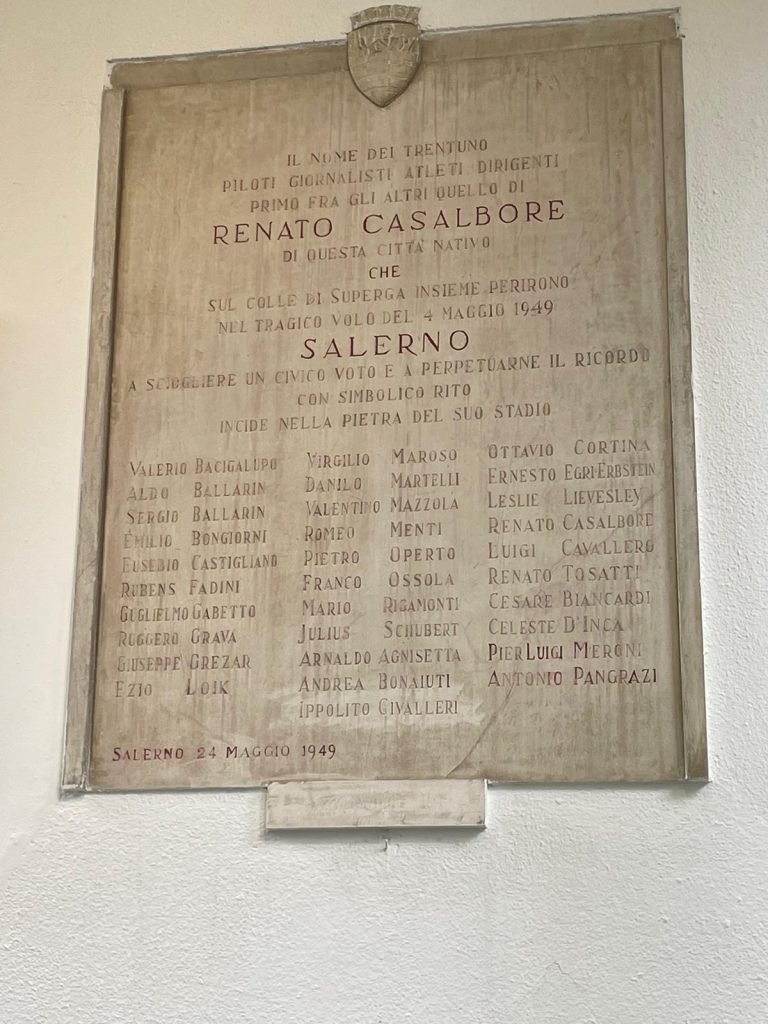 IL NOME DEI TRENTUNO
PILOTI GIORNALISTI ATLETI DIRIGENTI
PRIMO FRA GLI ALTRI QUELLO DI
RENATO CASALBORE
DI QUESTA CITTÀ NATIVO
CHE
SUL COLLE DI SUPERGA INSIEME PERIRONO
NEL TRAGICO VOLO DEL 4 MAGGIO 1949
SALERNO
A SCIOGLIERE UN CIVICO VOTO E A PERPETUARNE IL RICORDO
CON SIMBOLICO RITO
INCIDE NELLA PIETRA DEL SUO STADIO
VALERIO BACIGALUPO
ALDO BALLARIN
SERGIO BALLARIN
ÉMILIO BONGIORNI
EUSEBIO CASTIGLIANO
RUBENS FADINI
GUGLIELMO GABETTO
RUGGERO GRAVA
GIUSEPPE GREZAR
EZIO LOIK
VIRGILIO MAROSO
DANILO MARTELLI
VALENTINO MAZZOLA
ROMEO MENTI
PIETRO OPERTO
FRANCO OSSOLA
MARIO RIGAMONTI
JULIUS SCHUBERT
ARNALDO AGNISETTA
ANDREA BONAIUTI
IPPOLITO CIVALLERI
OTTAVIO CORTINA
ERNESTO EGRI-ERBSTEIN
LESLIE LIEVESLEY
RENATO CASALBORE
LUIGI CAVALLERO
RENATO TOSATTI
CESARE BIANCARDI
CELESTE D'INCA
PIERLUIGI MERONI
ANTONIO PANGRAZI
SALERNO 24 MAGGIO 1949